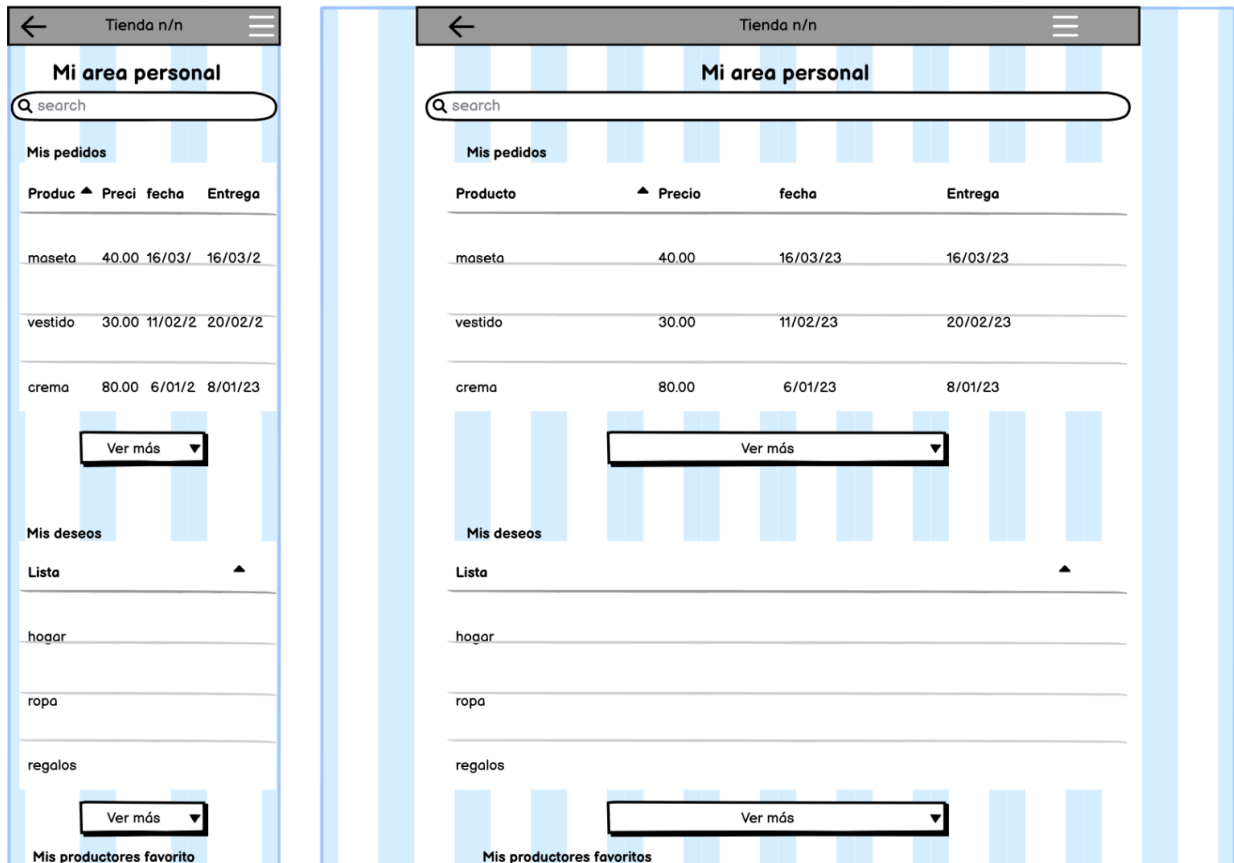 Tienda n/n
Mi area personal
search
Mis pedidos
Produc Preci fecha Entrega
maseta 40.00 16/03/ 16/03/2
vestido 30.00 11/02/2 20/02/2
crema 80.00 6/01/2 8/01/23
Ver más
Mis deseos
Lista
hogar
ropa
regalos
Ver más
Mis productores favorito
Tienda n/n
Mi area personal
search
Mis pedidos
Producto Precio fecha Entrega
maseta 40.00 16/03/23 16/03/23
vestido 30.00 11/02/23 20/02/23
crema 80.00 6/01/23 8/01/23
Ver más
Mis deseos
Lista
hogar
ropa
regalos
Ver más
Mis productores favoritos